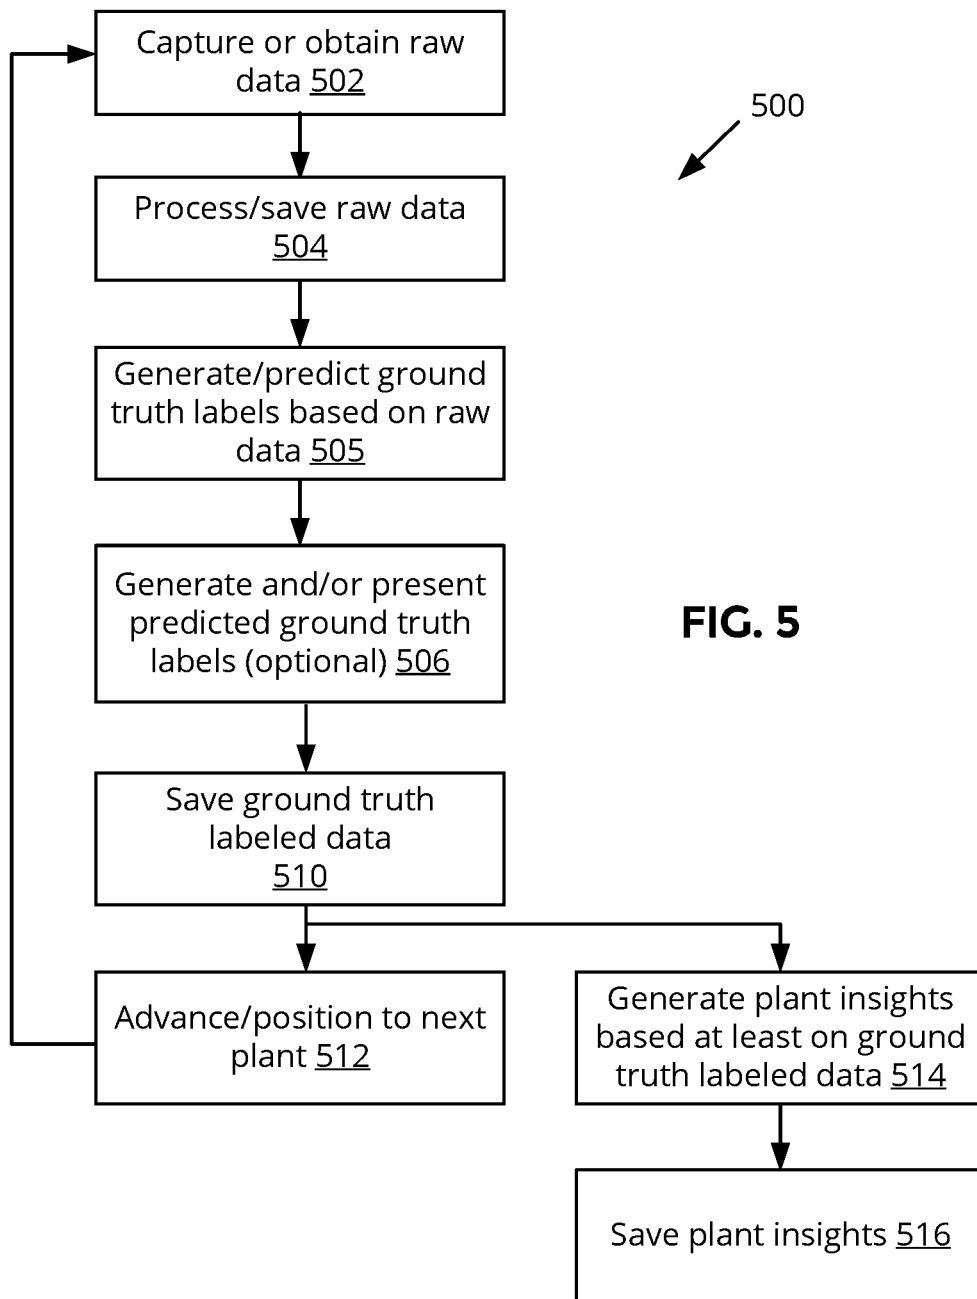 Capture or obtain raw
data 502
500
Process/save raw data
504
Generate/predict ground
truth labels based on raw
data 505
Generate and/or present
predicted ground truth
labels (optional) 506
FIG. 5
Save ground truth
labeled data
510
Advance/position to next
plant 512
Generate plant insights
based at least on ground
truth labeled data 514
Save plant insights 516